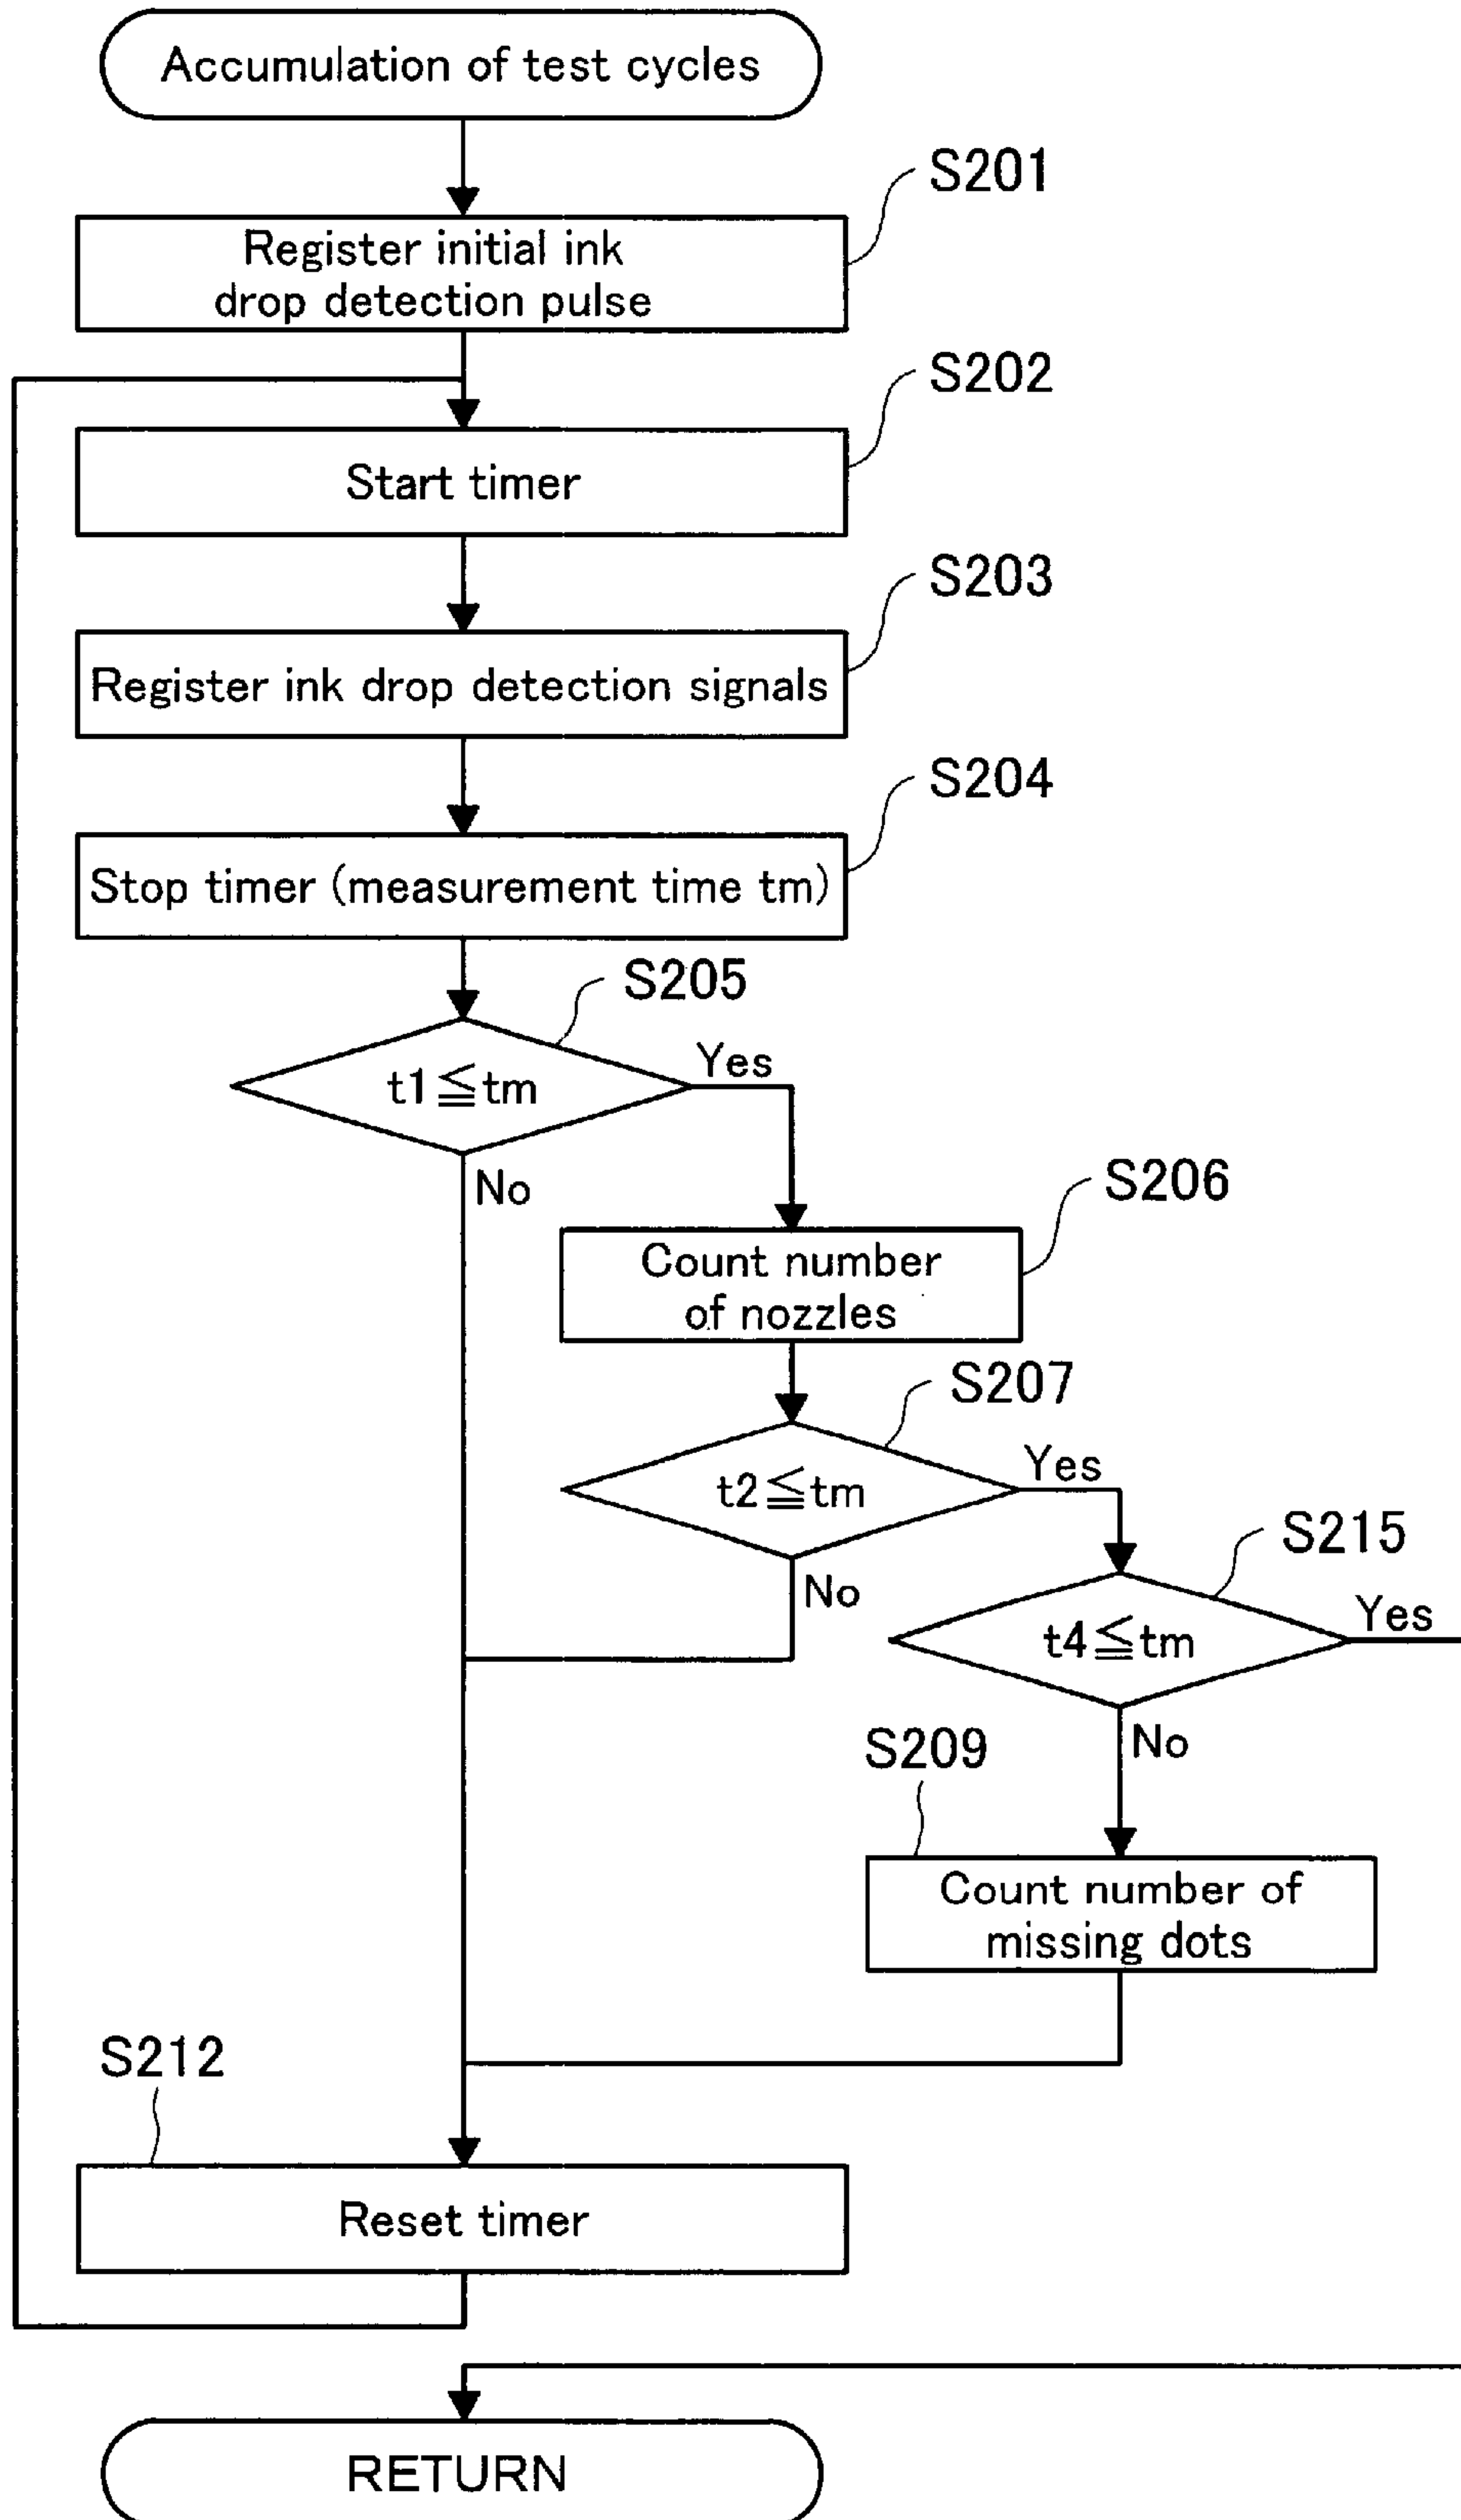 Accumulation of test cycles
S201
Register initial ink
drop detection pulse
S202
Start timer
S203
Register ink drop detection signals
S204
Stop timer (measurement time tm)
S205
t1≦tm
Yes
No
S206
Count number
of nozzles
S207
t2≦tm
Yes
No
S215
t4≦tm
Yes
No
S209
Count number of
missing dots
S212
Reset timer
RETURN